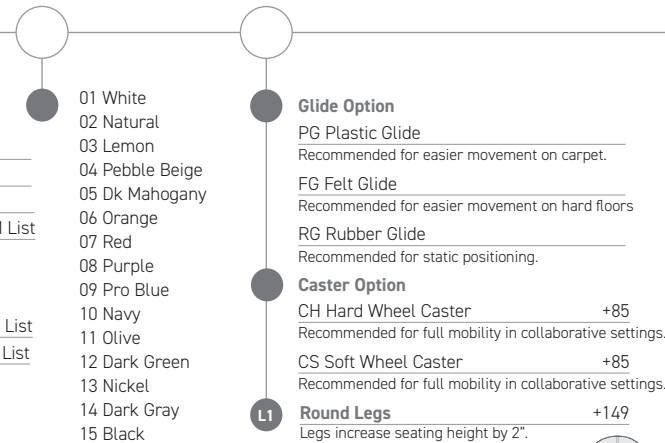 l List
List
List
01 White
02 Natural
03 Lemon
04 Pebble Beige
05 Dk Mahogany
06 Orange
07 Red
08 Purple
09 Pro Blue
10 Navy
11 Olive
12 Dark Green
13 Nickel
14 Dark Gray
15 Black
Glide Option
PG Plastic Glide
Recommended for easier movement on carpet.
FG Felt Glide
Recommended for easier movement on hard floors
RG Rubber Glide
Recommended for static positioning.
Caster Option
CH Hard Wheel Caster +85
Recommended for full mobility in collaborative settings.
CS Soft Wheel Caster +85
Recommended for full mobility in collaborative settings.
L1 Round Legs +149
Legs increase seating height by 2".